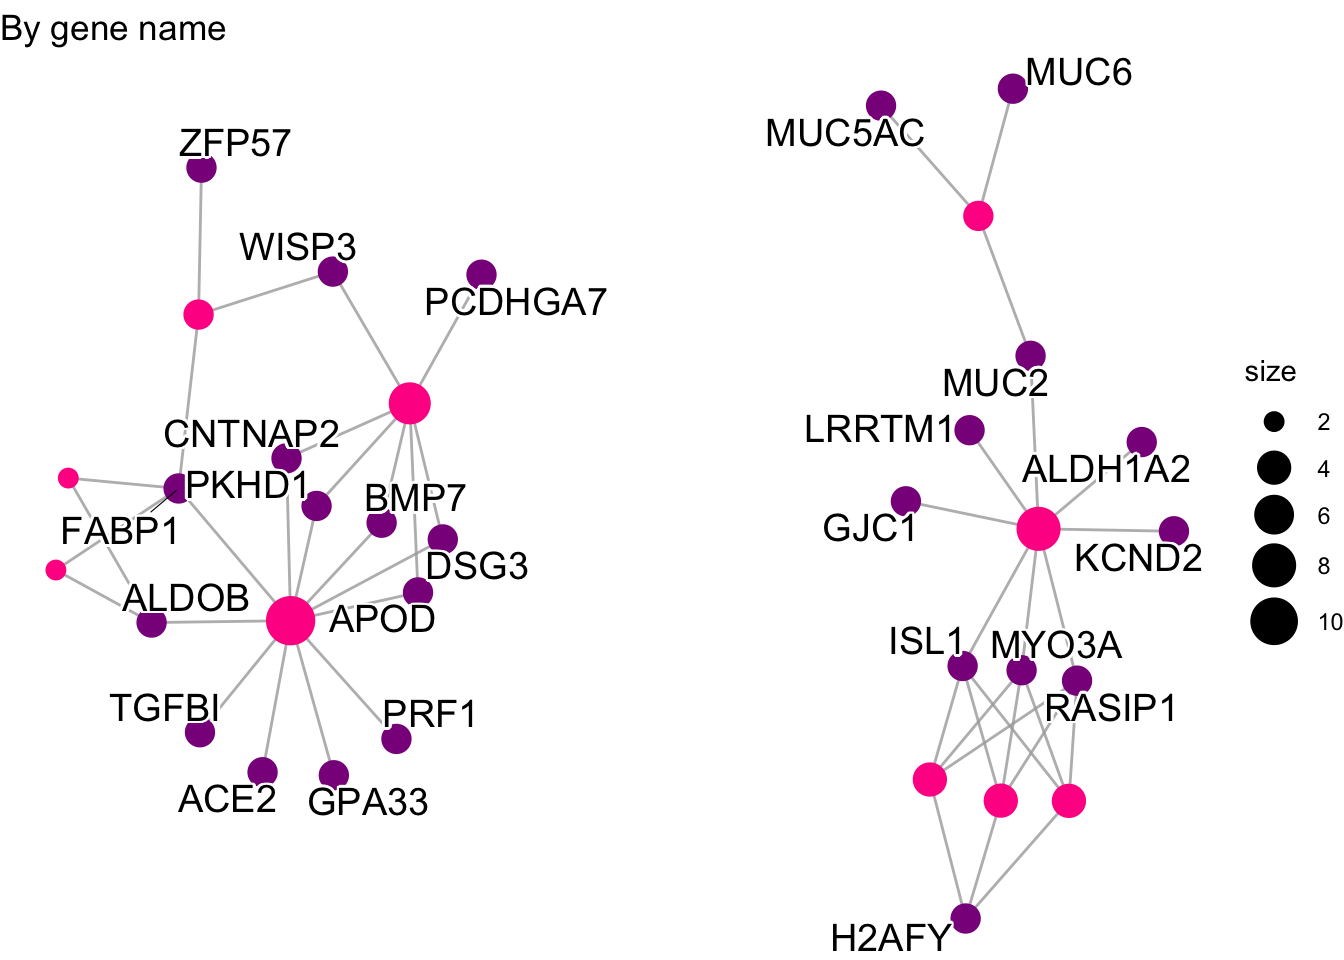 By gene name
MUC6
MUC5AC
ZFP57
WISP3
PCDHGA7
MUC2
size
2
4
6
8
10
LRRTM1
CNTNAP2
ALDH1A2
PKHD1
BMP7
FABP1
GJC1
KCND2
DSG3
ALDOB
APOD
ISL1
MYO3A
TGFBI
PRF1
RASIP1
ACE2
GPA33
H2AFY